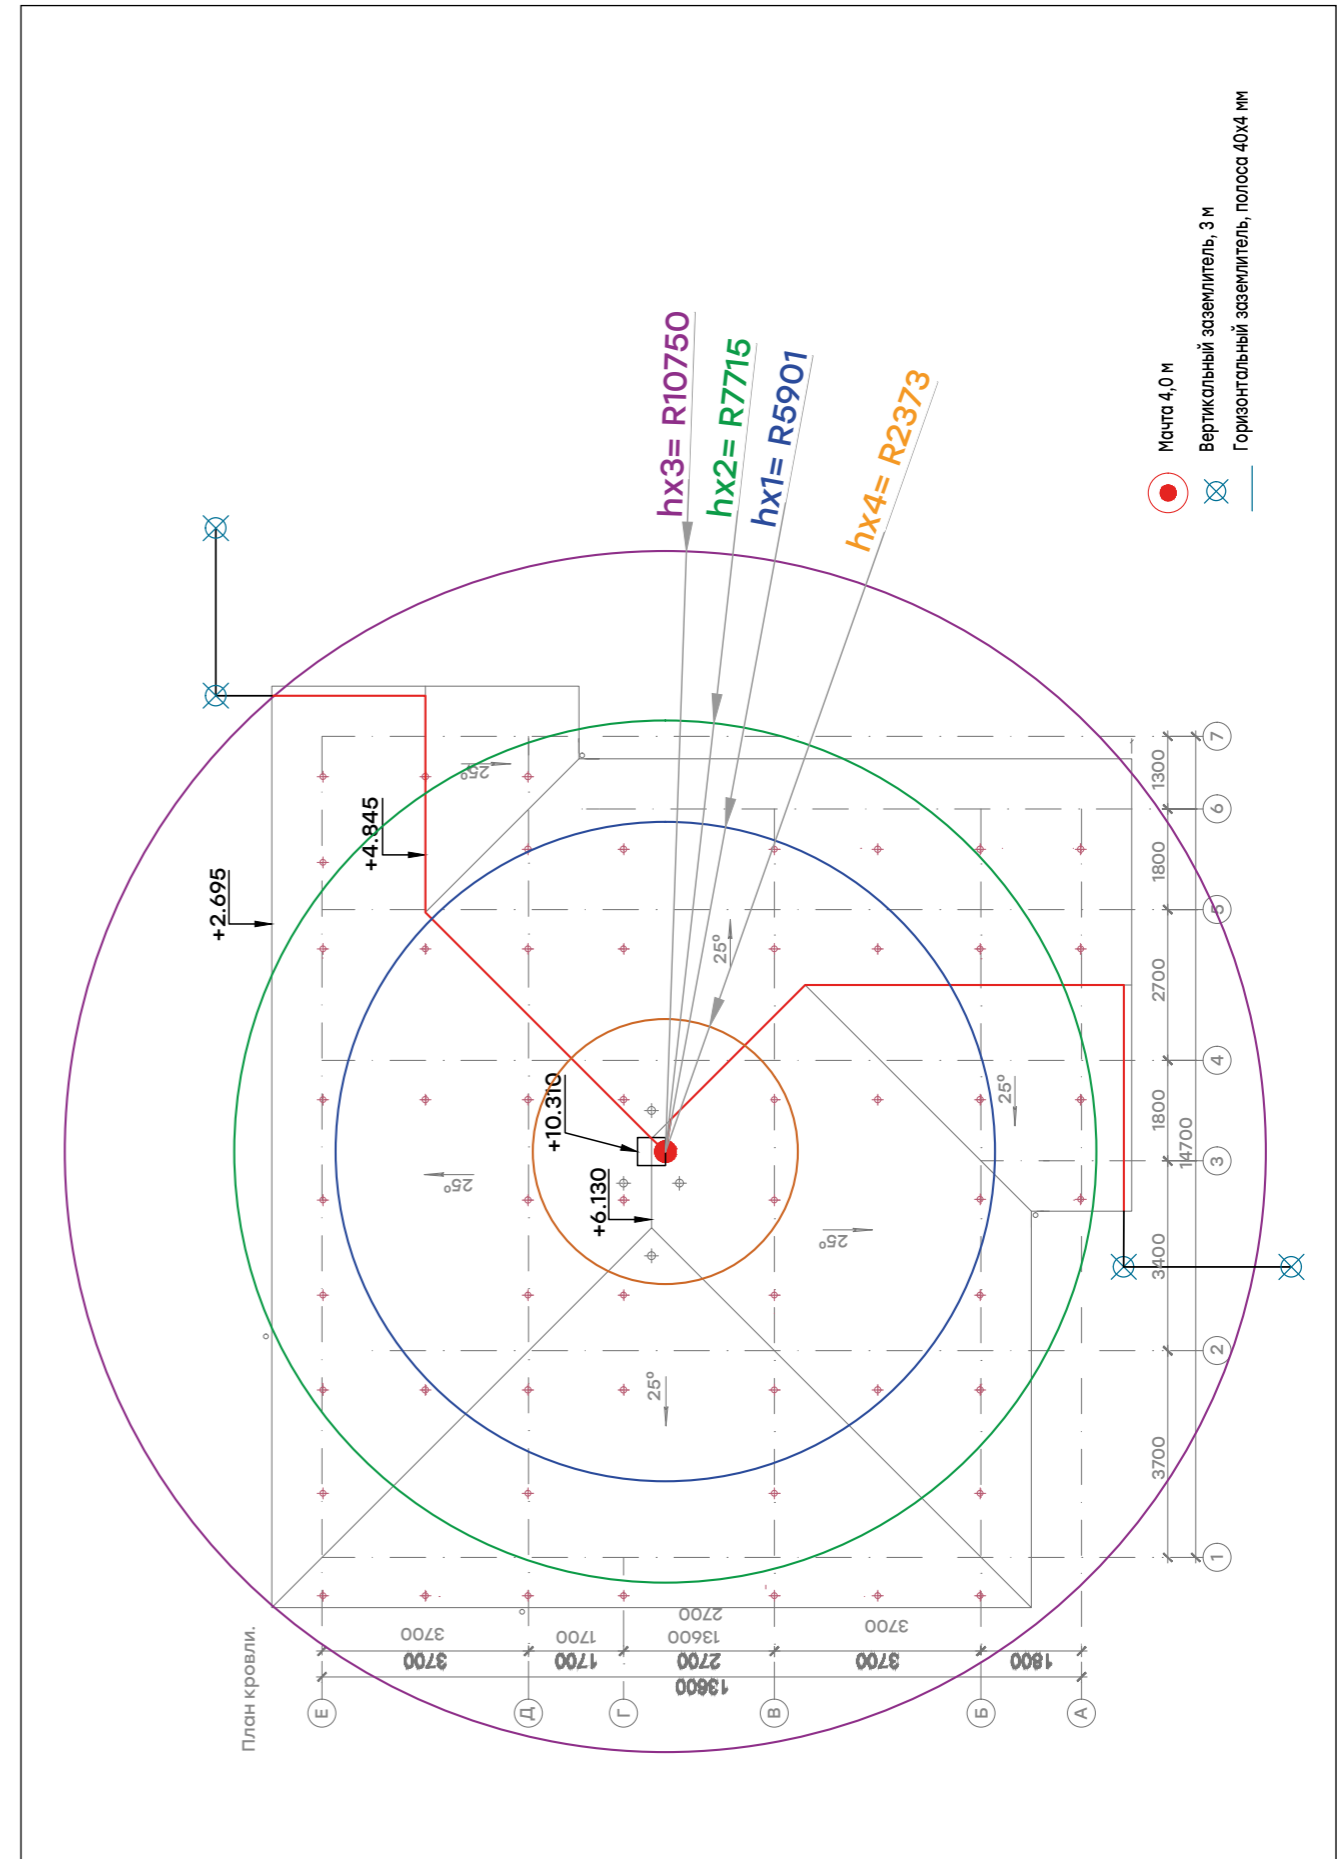 План кровли.
hx3= R10750
hx2= R7715
hx1= R5901
hx4= R2373
+2.695
+4.845
+10.310
+6.130
25°
25°
25°
25°
25°
25°
Мачта 4,0 м
Вертикальный заземлитель, 3 м
Горизонтальный заземлитель, полоса 40х4 мм
3700
1700
2700
13600
3700
3700
1700
2700
3700
1800
13600
Е
Д
Г
В
Б
А
3700
3400
1800
2700
1800
1300
14700
1
2
3
4
5
6
7